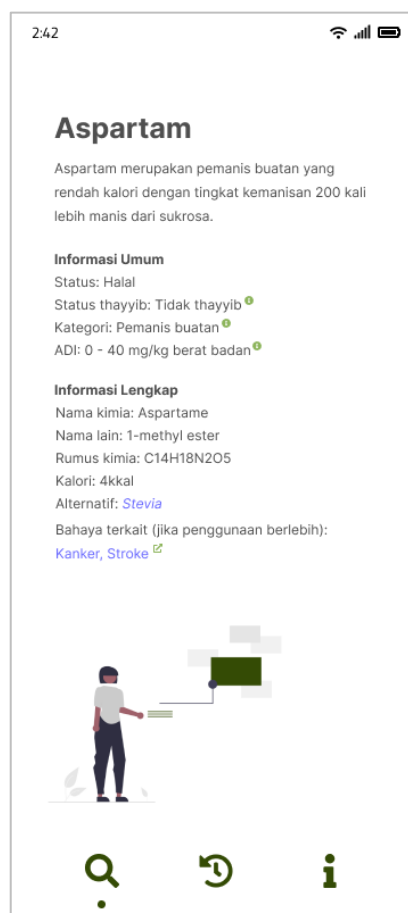 2:42
Aspartam
Aspartam merupakan pemanis buatan yang
rendah kalori dengan tingkat kemanisan 200 kali
lebih manis dari sukrosa.
Informasi Umum
Status: Halal
Status thayyib: Tidak thayyib
Kategori: Pemanis buatan
ADI: 0 - 40 mg/kg berat badan
Informasi Lengkap
Nama kimia: Aspartame
Nama lain: 1-methyl ester
Rumus kimia: C14H18N2O5
Kalori: 4kkal
Alternatif: Stevia
Bahaya terkait (jika penggunaan berlebih):
Kanker, Stroke